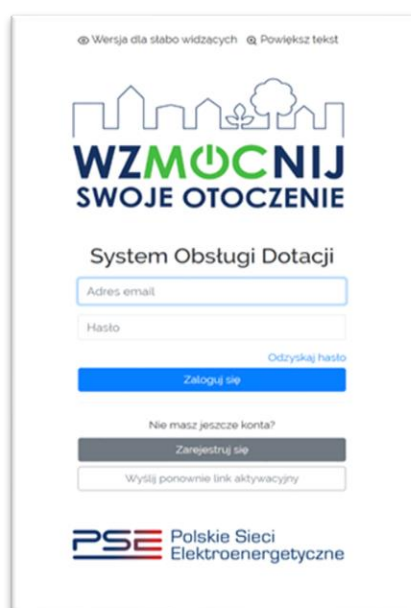 Wersja dla słabo widzących Powiększ tekst
WZMOCNIJ
SWOJE OTOCZENIE
System Obsługi Dotacji
Adres email
Hasło
Odzyskaj hasło
Zaloguj się
Nie masz jeszcze konta?
Zarejestruj się
Wyślij ponownie link aktywacyjny
PSE Polskie Sieci
Elektroenergetyczne